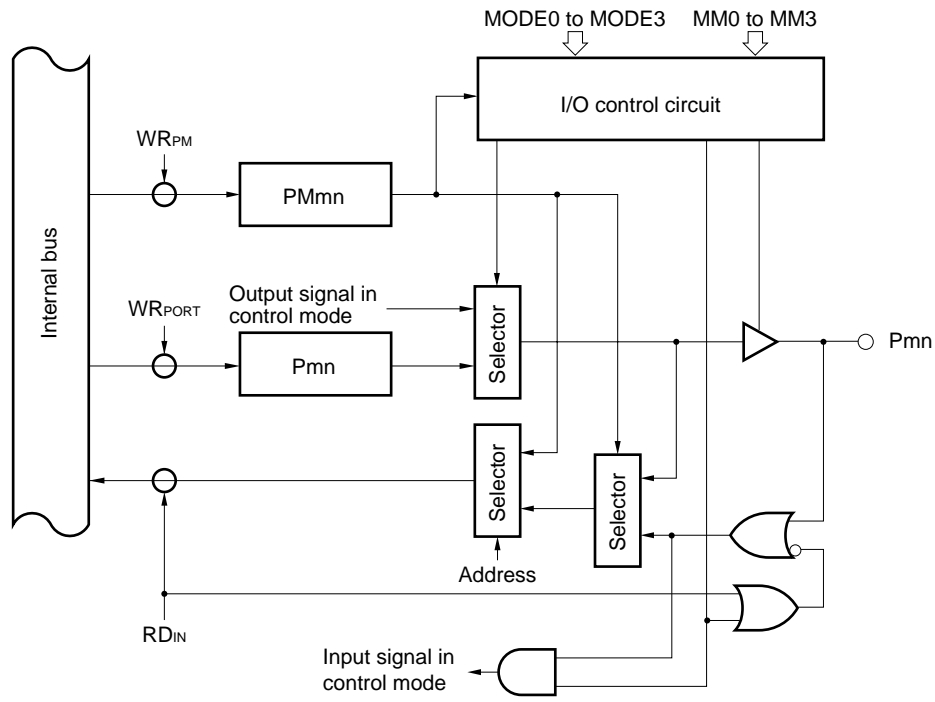 MODE0 to MODE3
MM0 to MM3
I/O control circuit
WRPM
PMmn
Internal bus
Output signal in
control mode
WRPORT
Selector
Pmn
Pmn
Selector
Selector
Address
RDIN
Input signal in
control mode